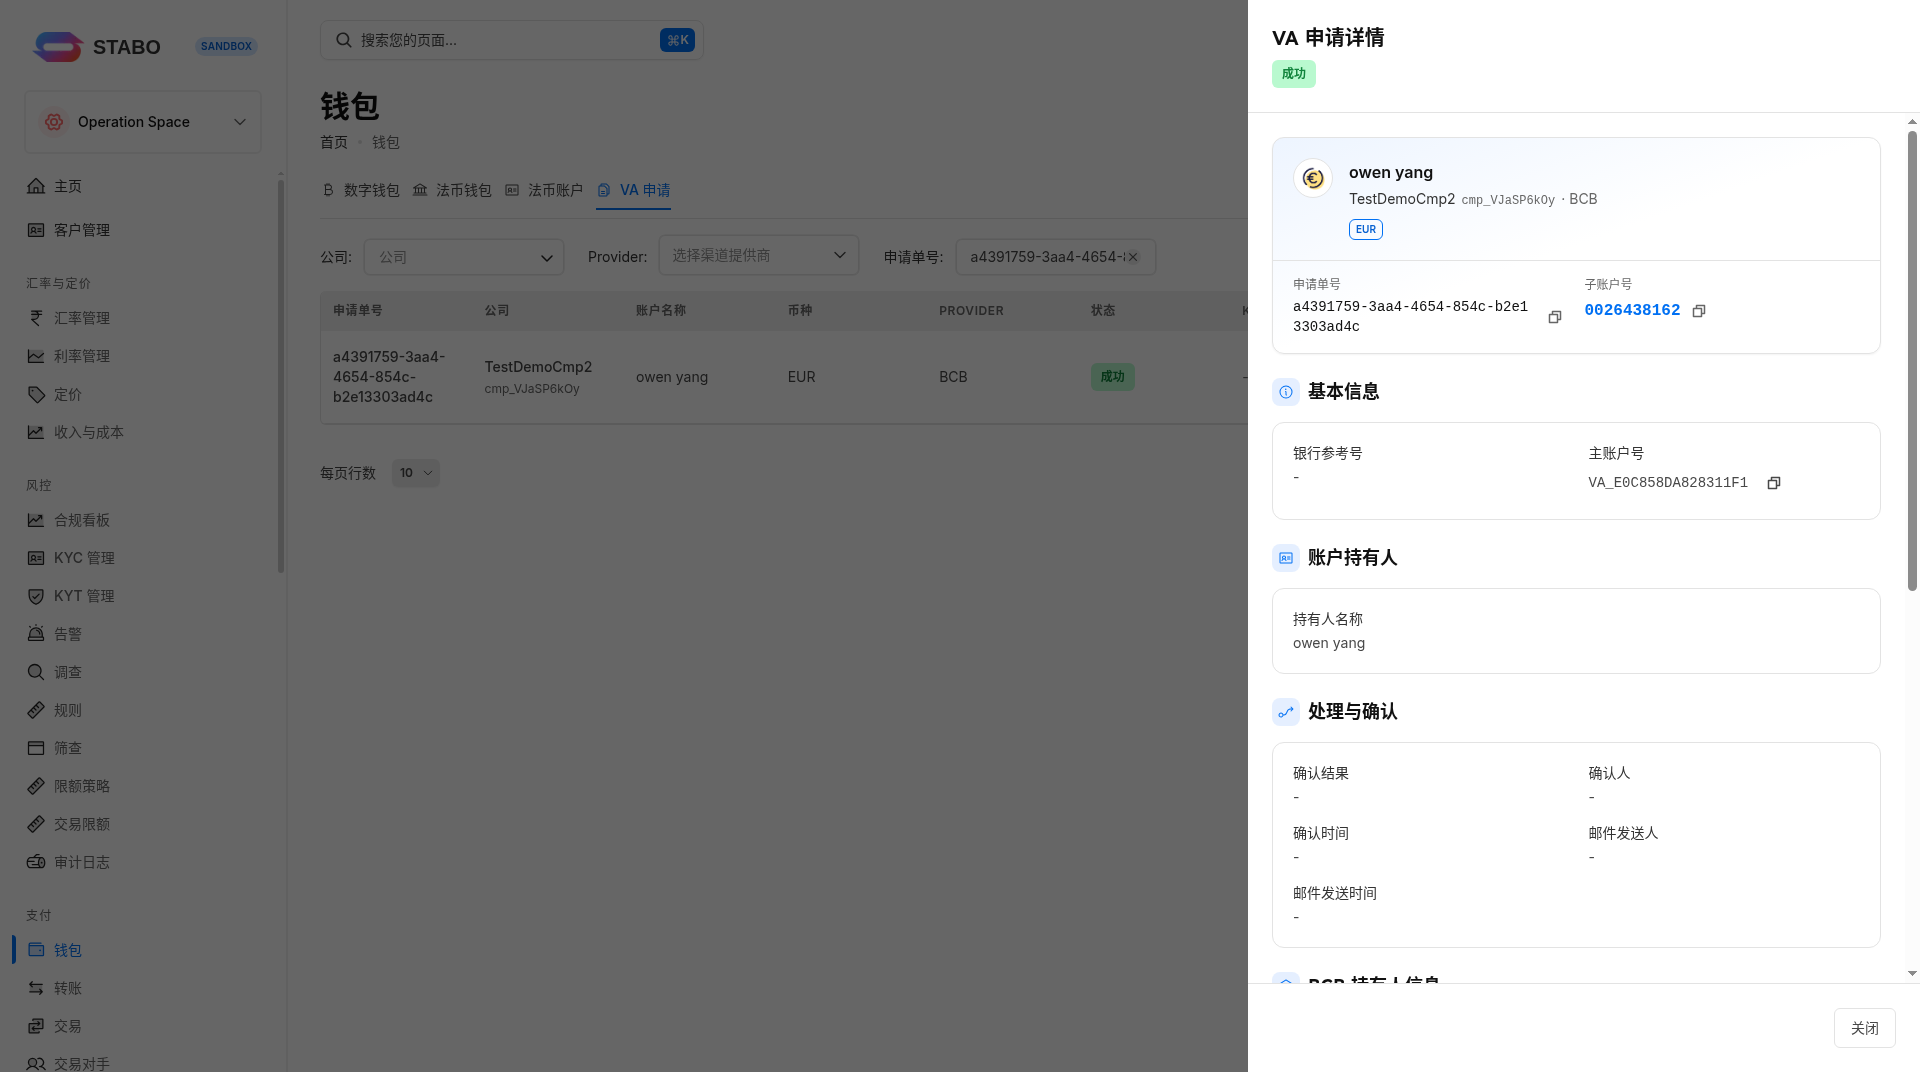 STABO
SANDBOX
Operation Space
主页
客户管理
汇率与定价
汇率管理
利率管理
定价
收入与成本
风控
合规看板
KYC 管理
KYT 管理
告警
调查
规则
筛查
限额策略
交易限额
审计日志
支付
钱包
转账
交易
交易对手
搜索您的页面...
⌘K
钱包
首页 • 钱包
数字钱包 法币钱包 法币账户 VA 申请
公司: 公司 Provider: 选择渠道提供商 申请单号: a4391759-3aa4-4654-
申请单号 公司 账户名称 币种 PROVIDER 状态
a4391759-3aa4-
4654-854c-
b2e13303ad4c
TestDemoCmp2
cmp_VJaSP6kOy
owen yang
EUR
BCB
成功
-
每页行数 10
VA 申请详情
成功
owen yang
TestDemoCmp2 cmp_VJaSP6kOy · BCB
EUR
申请单号
a4391759-3aa4-4654-854c-b2e1
3303ad4c
子账户号
0026438162
基本信息
银行参考号
-
主账户号
VA_E0C858DA828311F1
账户持有人
持有人名称
owen yang
处理与确认
确认结果
-
确认人
-
确认时间
-
邮件发送人
-
邮件发送时间
-
BCB 持有人信息
关闭